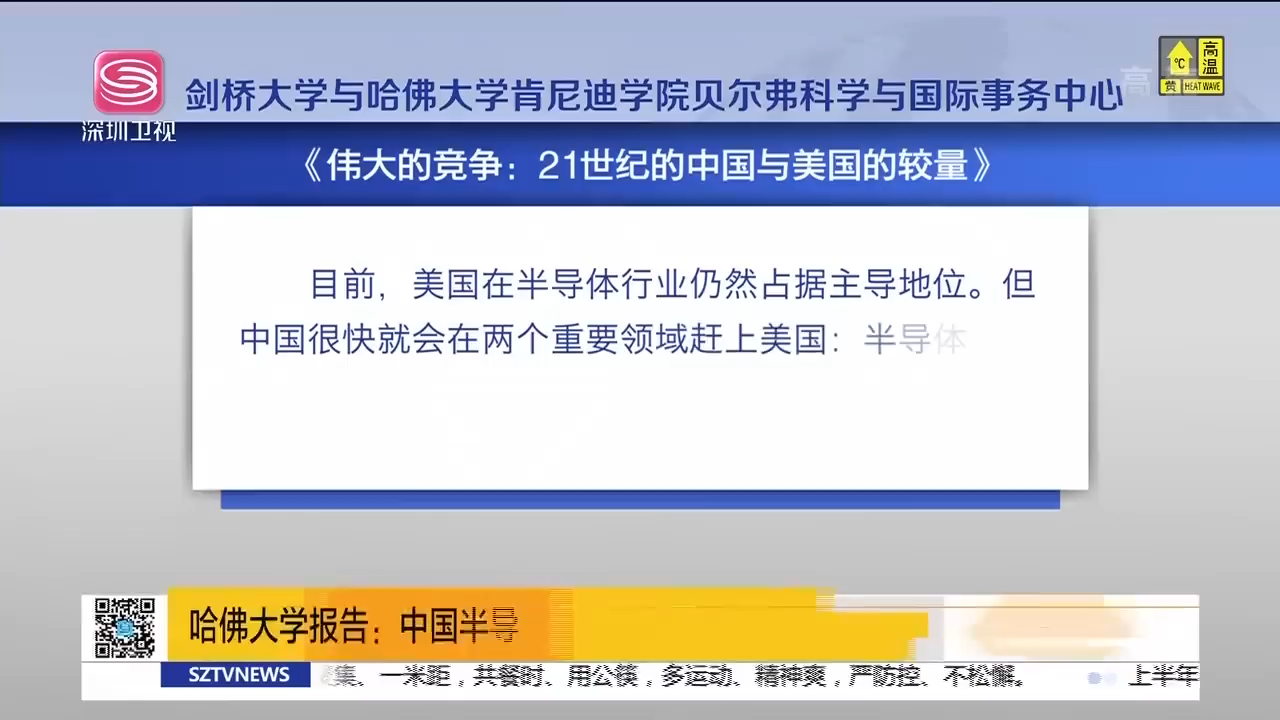 剑桥大学与哈佛大学肯尼迪学院贝尔弗科学与国际事务中心
高温
℃
黄 HEAT WAVE
深圳卫视
《伟大的竞争：21世纪的中国与美国的较量》
目前，美国在半导体行业仍然占据主导地位。但
中国很快就会在两个重要领域赶上美国：半导体
哈佛大学报告：中国半导
SZTVNEWS
集、一米距，共餐时、用公筷，多运动、精神爽，严防控、不松懈。 上半年